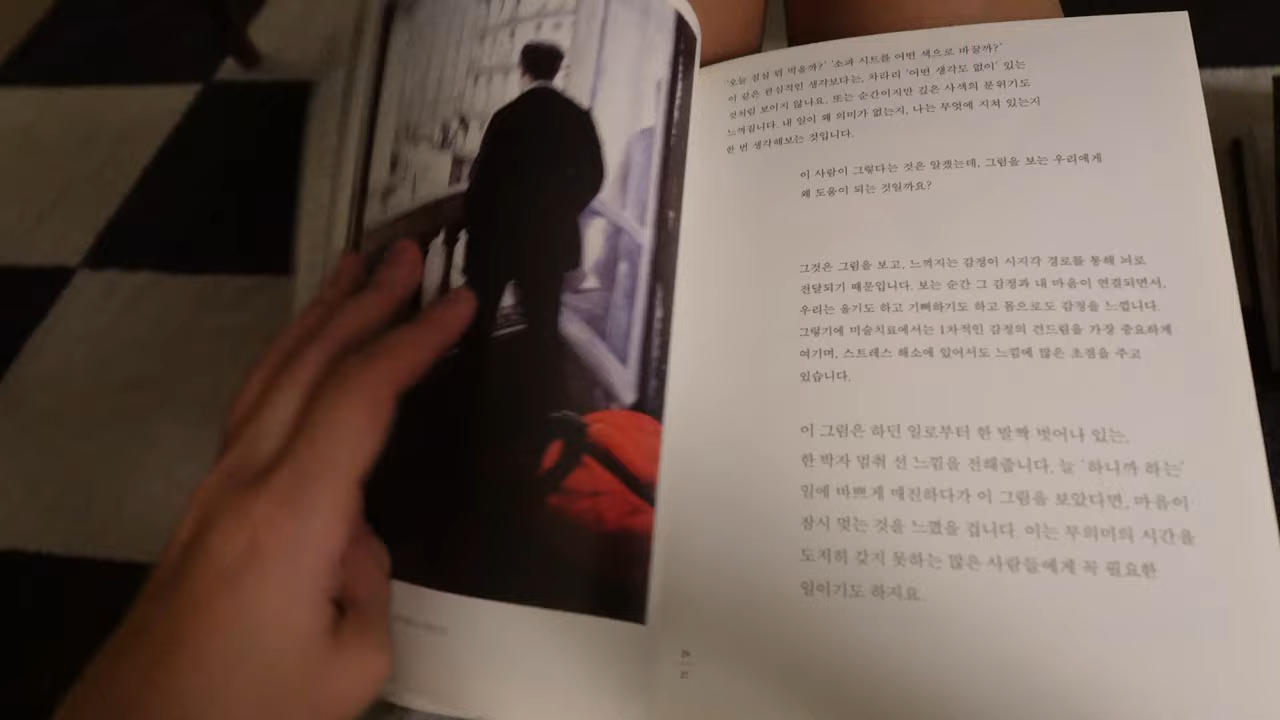 '오늘 점심 뭐 먹을까?' '소파 시트를 어떤 색으로 바꿀까?'
이 같은 관심적인 생각보다는, 차라리 '어떤 생각도 없이' 있는
것처럼 보이지 않나요. 또는 순간이지만 깊은 사색의 분위기도
느껴집니다. 내 일이 왜 의미가 없는지, 나는 무엇에 지쳐 있는지
한 번 생각해보는 것입니다.
이 사람이 그렇다는 것은 알겠는데, 그림을 보는 우리에게
왜 도움이 되는 것일까요?
그것은 그림을 보고, 느껴지는 감정이 시지각 경로를 통해 뇌로
전달되기 때문입니다. 보는 순간 그 감정과 내 마음이 연결되면서,
우리는 울기도 하고 기뻐하기도 하고 몸으로도 감정을 느낍니다.
그렇기에 미술치료에서는 1차적인 감정의 건드림을 가장 중요하게
여기며, 스트레스 해소에 있어서도 느낌에 많은 초점을 주고
있습니다.
이 그림은 하던 일로부터 한 발짝 벗어나 있는,
한 박자 멈춰 선 느낌을 전해줍니다. 늘 '하니까 하는'
일에 바쁘게 매진하다가 이 그림을 보았다면, 마음이
잠시 멎는 것을 느꼈을 겁니다. 이는 무의미의 시간을
도저히 갖지 못하는 많은 사람들에게 꼭 필요한
일이기도 하지요.